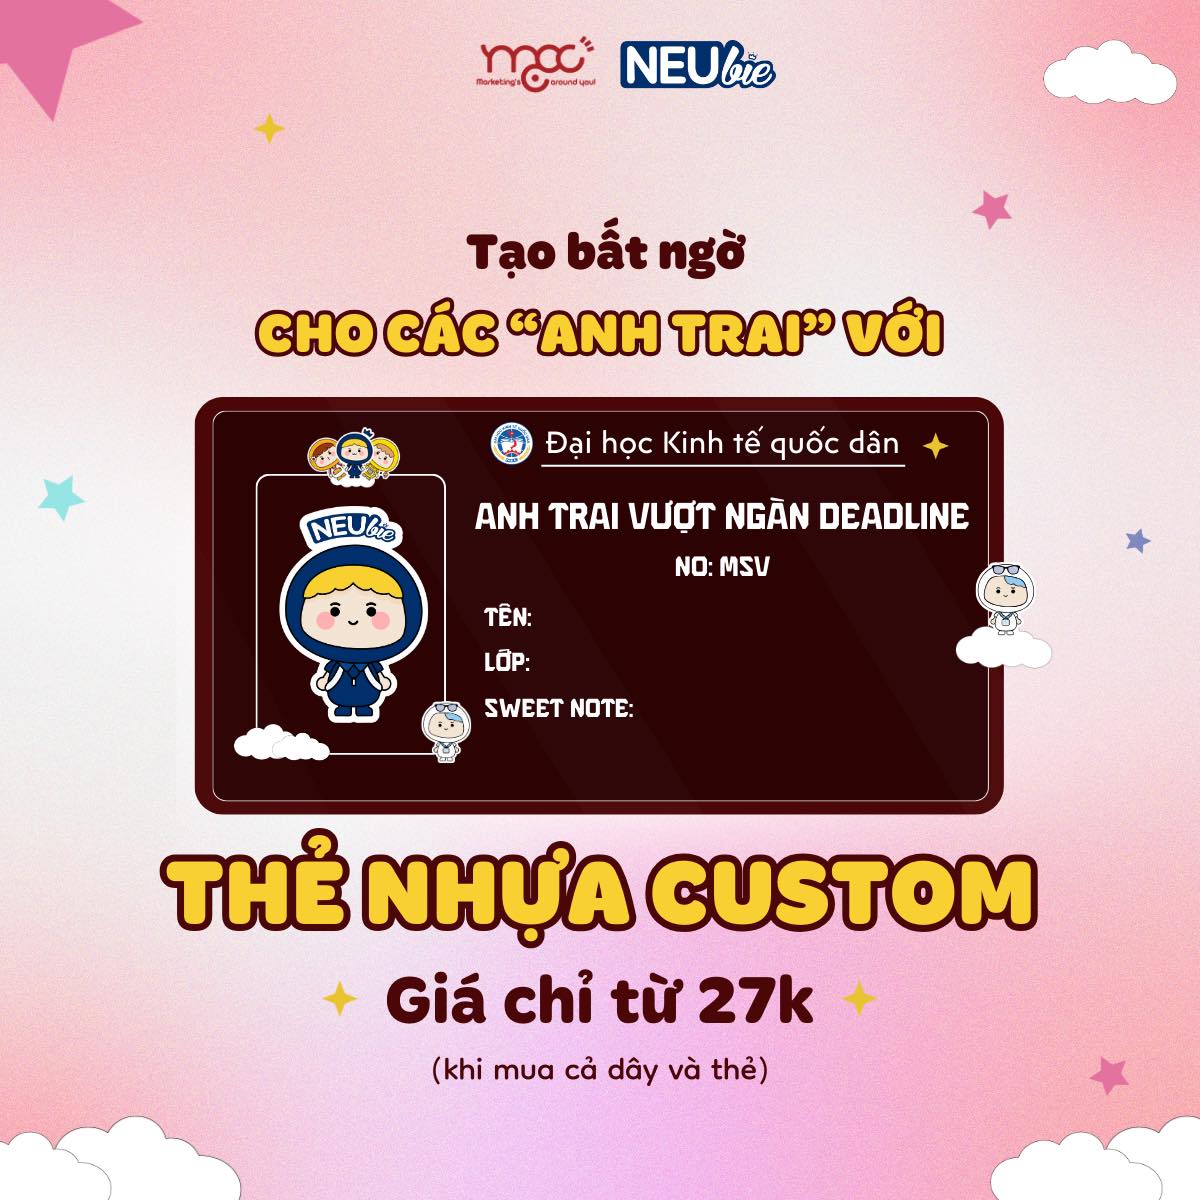 mcc
Marketing's around you!
NEUbie
Tạo bất ngờ
CHO CÁC “ANH TRAI” VỚI
Đại học Kinh tế quốc dân
NEUbie
ANH TRAI VƯỢT NGÀN DEADLINE
NO: MSV
TÊN:
LỚP:
SWEET NOTE:
THẺ NHỰA CUSTOM
Giá chỉ từ 27k
(khi mua cả dây và thẻ)